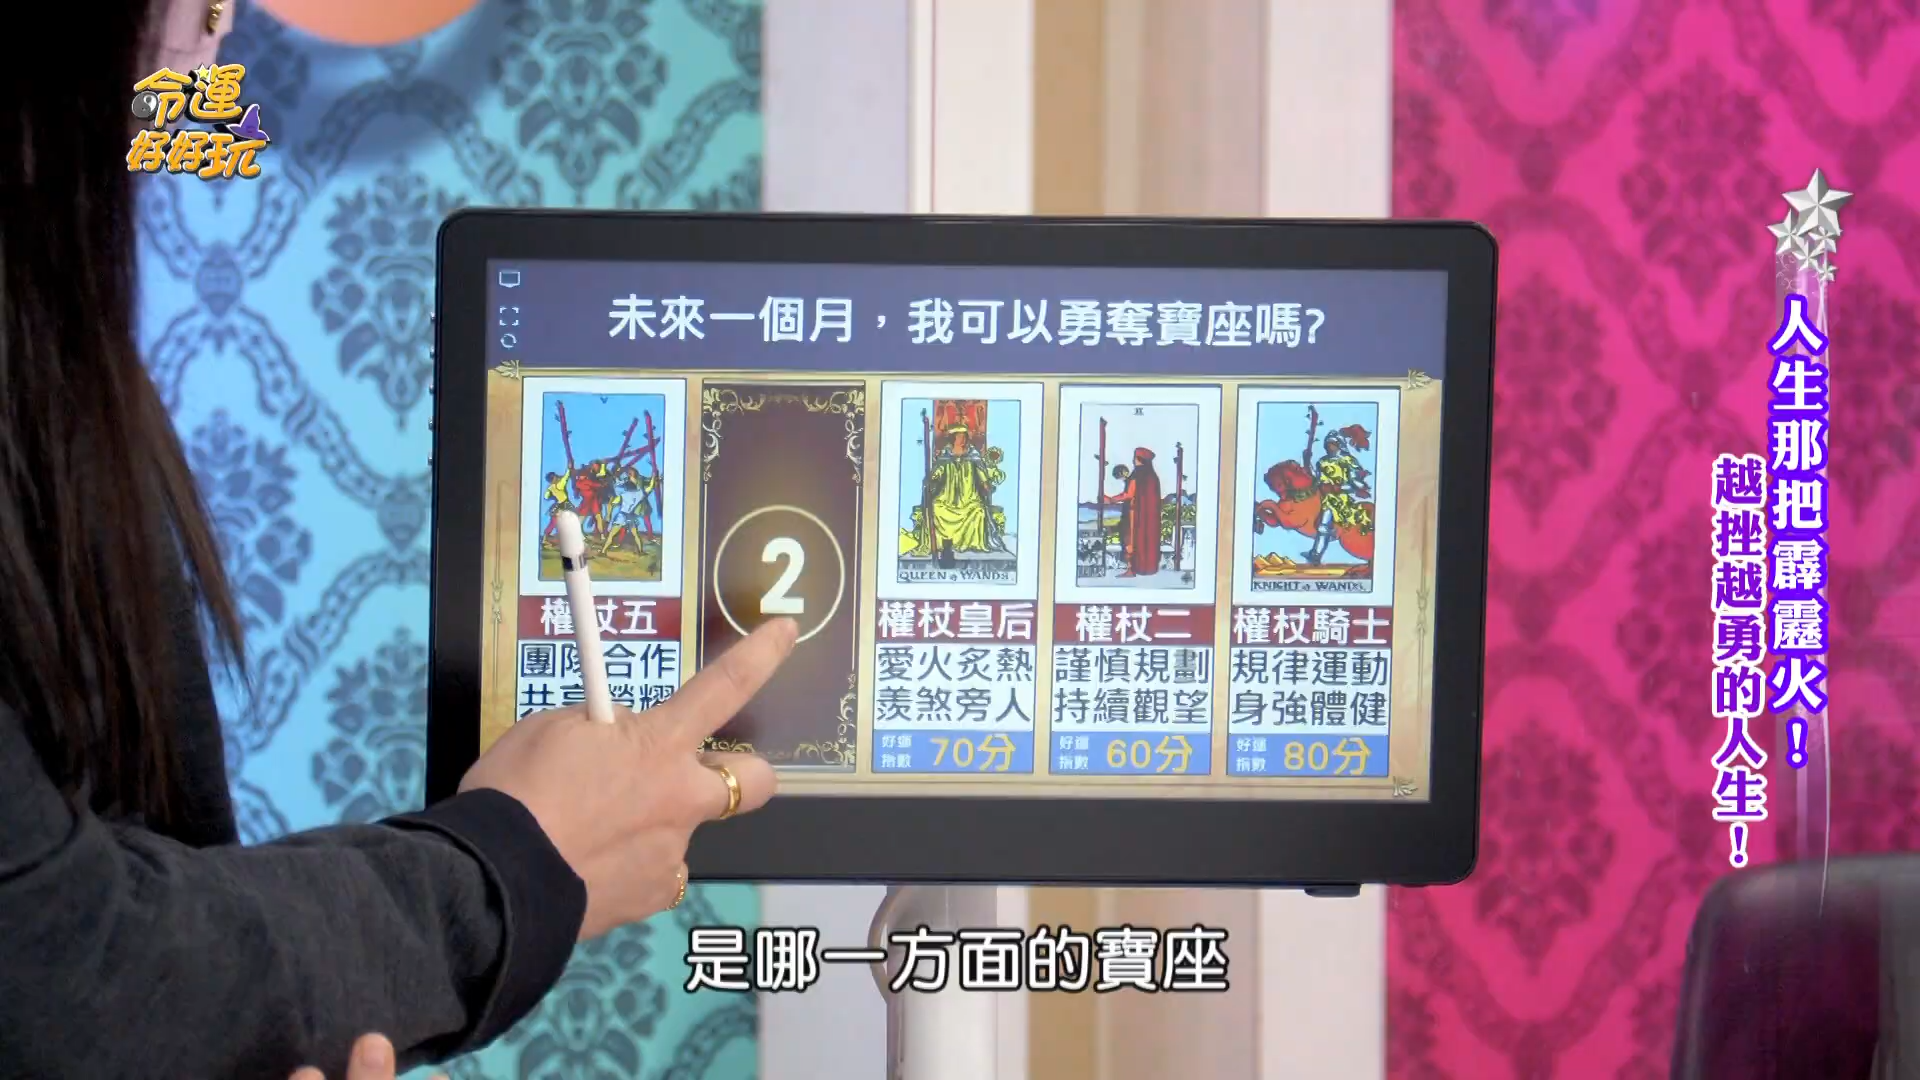 命運
好好玩
未來一個月，我可以勇奪寶座嗎?
V
權杖五
團隊合作
共享榮耀
2
QUEEN of WANDS.
權杖皇后
愛火炙熱
羨煞旁人
好運指數 70分
II
權杖二
謹慎規劃
持續觀望
好運指數 60分
KNIGHT of WANDS.
權杖騎士
規律運動
身強體健
好運指數 80分
人生那把霹靂火！
越挫越勇的人生！
是哪一方面的寶座